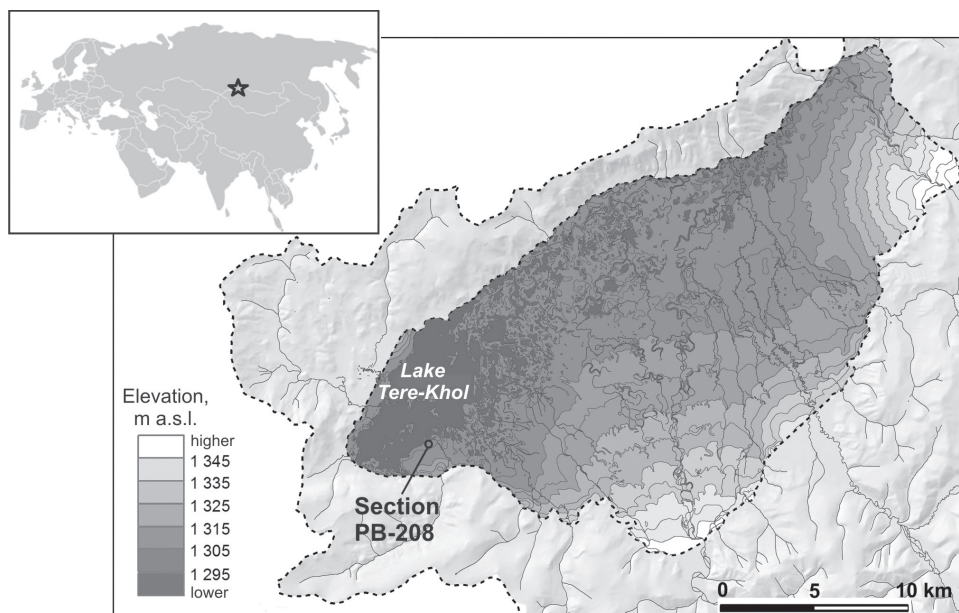 Lake
Tere-Khol
Elevation,
m a.s.l.
higher
1 345
1 335
1 325
1 315
1 305
1 295
lower
Section
PB-208
0 5 10 km